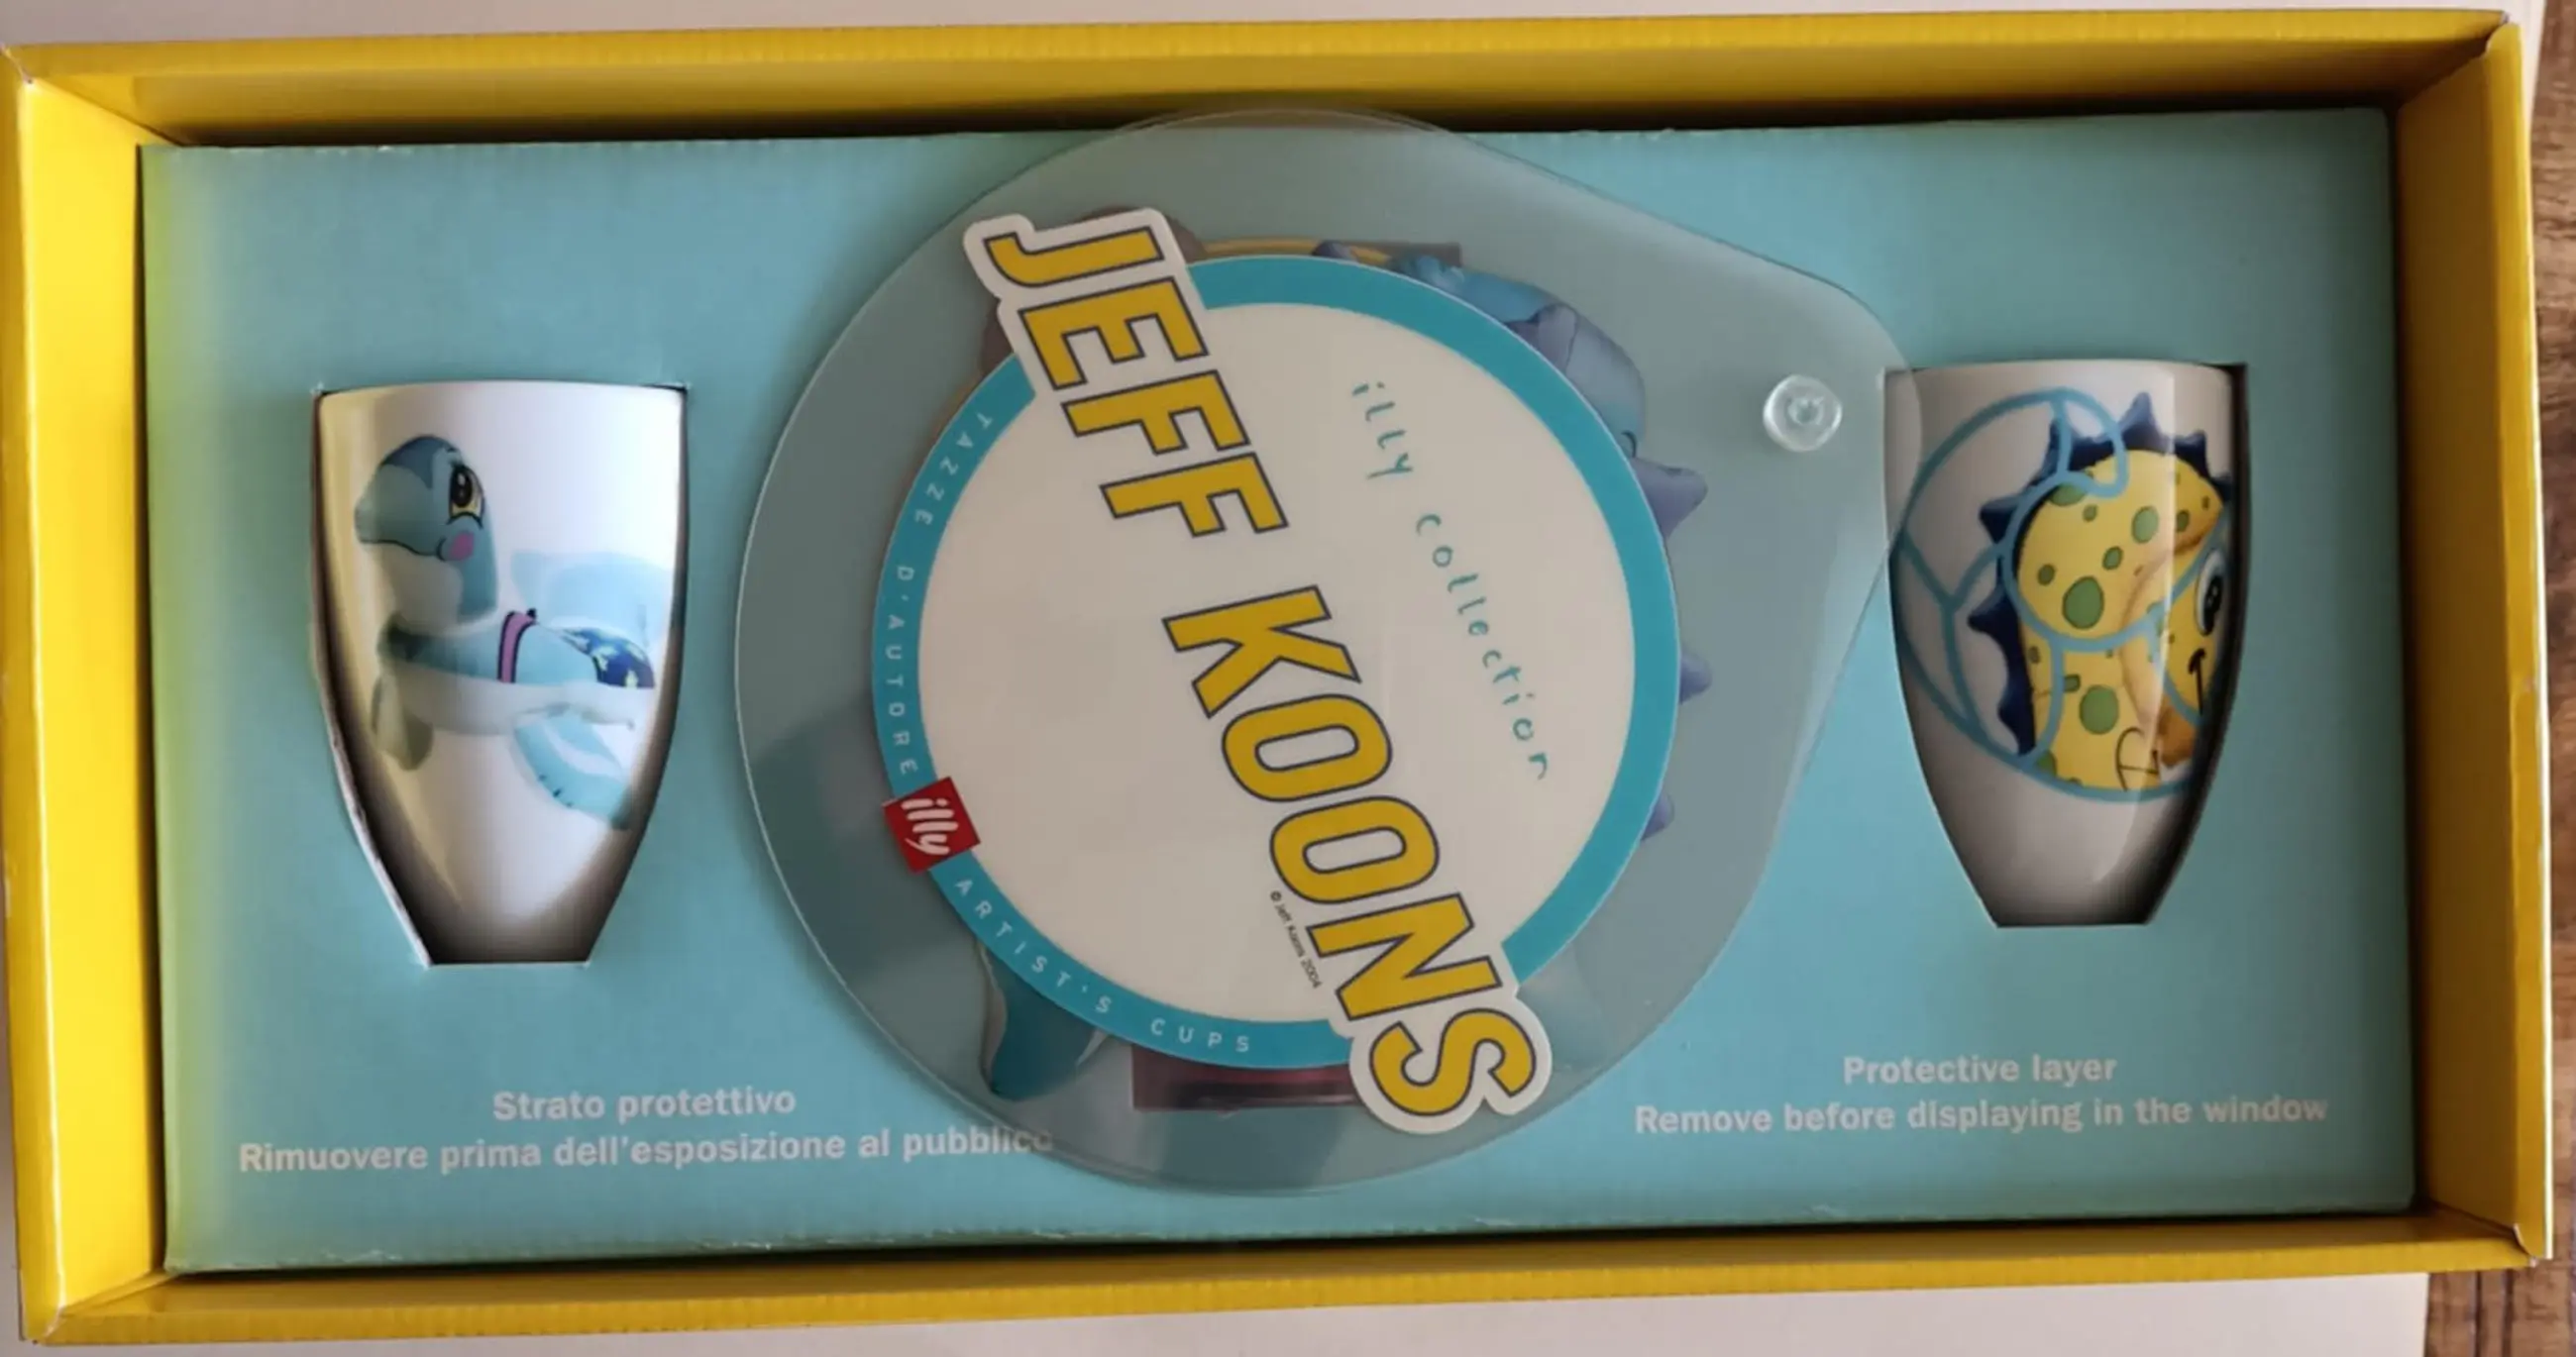 JEFF KOONS
illy collection
TAZZE D'AUTORE
illy
ARTIST'S CUPS
© Jeff Koons 2004
Strato protettivo
Rimuovere prima dell'esposizione al pubblico
Protective layer
Remove before displaying in the window